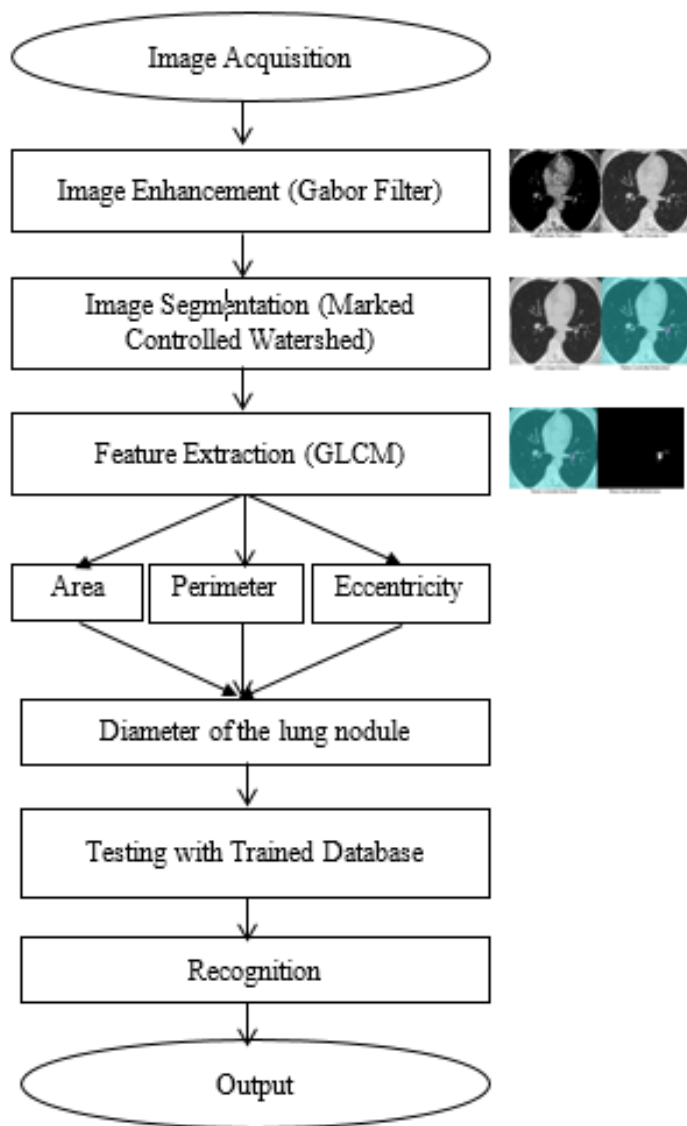 Image Acquisition
Image Enhancement (Gabor Filter)
Image Segmentation (Marked
Controlled Watershed)
Feature Extraction (GLCM)
Area
Perimeter
Eccentricity
Diameter of the lung nodule
Testing with Trained Database
Recognition
Output